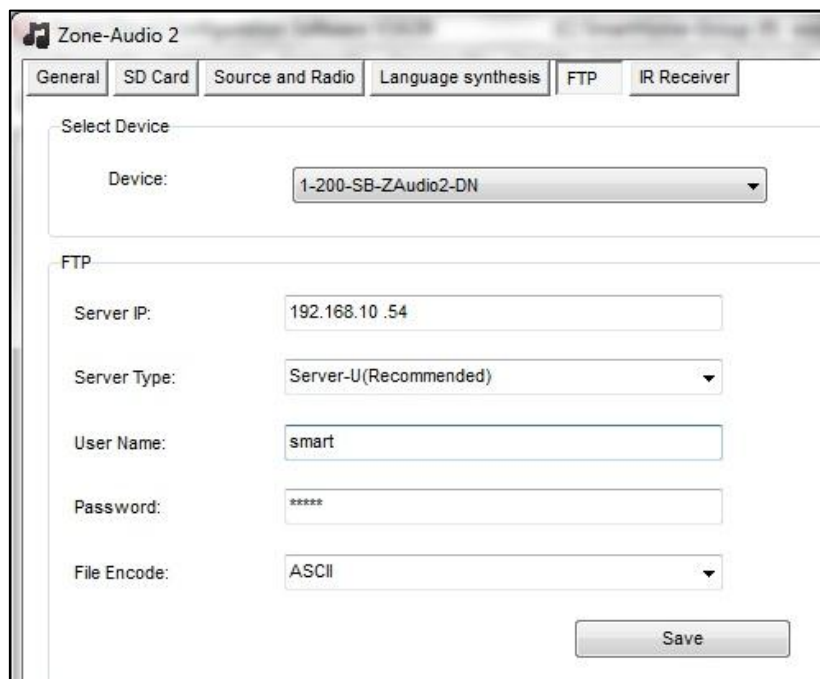 Zone-Audio 2
General SD Card Source and Radio Language synthesis FTP IR Receiver
Select Device
Device: 1-200-SB-ZAudio2-DN
FTP
Server IP: 192.168.10 .54
Server Type: Server-U(Recommended)
User Name: smart
Password: *****
File Encode: ASCII
Save